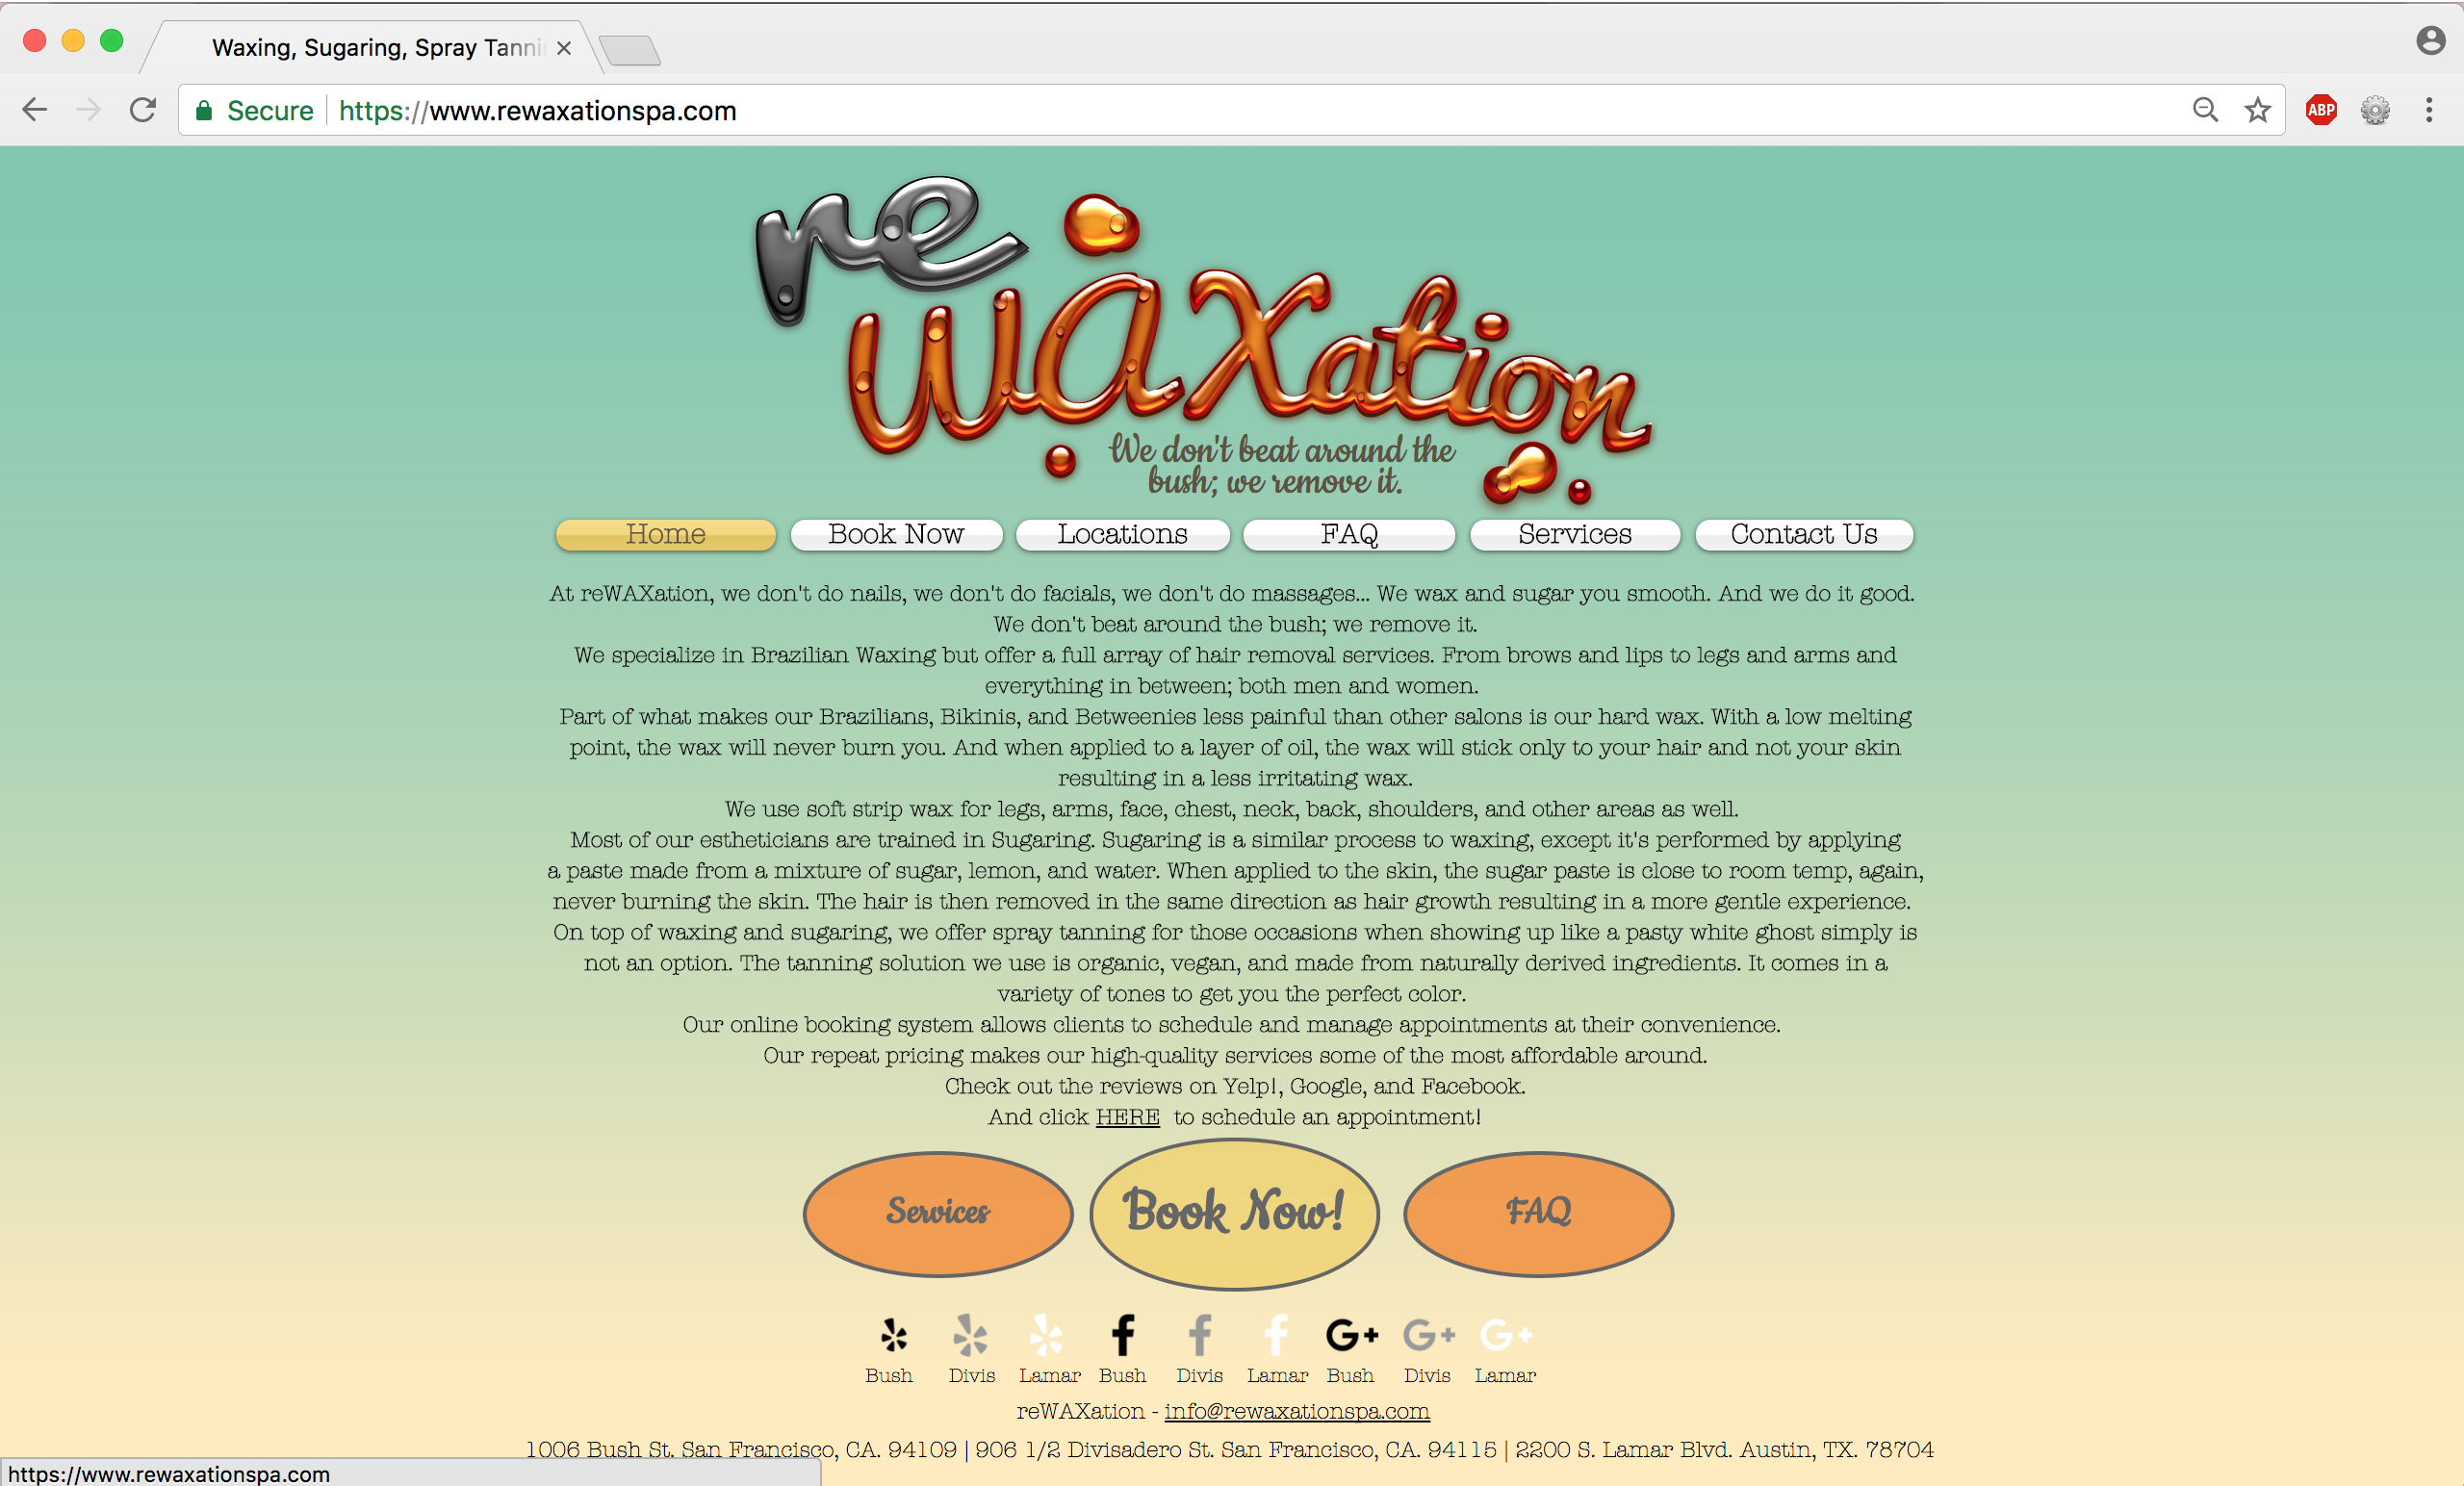 Waxing, Sugaring, Spray Tanni
Secure https://www.rewaxationspa.com
ABP
re
waXation
We don't beat around the
bush; we remove it.
Home Book Now Locations FAQ Services Contact Us
At reWAXation, we don't do nails, we don't do facials, we don't do massages... We wax and sugar you smooth. And we do it good.
We don't beat around the bush; we remove it.
We specialize in Brazilian Waxing but offer a full array of hair removal services. From brows and lips to legs and arms and
everything in between; both men and women.
Part of what makes our Brazilians, Bikinis, and Betweenies less painful than other salons is our hard wax. With a low melting
point, the wax will never burn you. And when applied to a layer of oil, the wax will stick only to your hair and not your skin
resulting in a less irritating wax.
We use soft strip wax for legs, arms, face, chest, neck, back, shoulders, and other areas as well.
Most of our estheticians are trained in Sugaring. Sugaring is a similar process to waxing, except it's performed by applying
a paste made from a mixture of sugar, lemon, and water. When applied to the skin, the sugar paste is close to room temp, again,
never burning the skin. The hair is then removed in the same direction as hair growth resulting in a more gentle experience.
On top of waxing and sugaring, we offer spray tanning for those occasions when showing up like a pasty white ghost simply is
not an option. The tanning solution we use is organic, vegan, and made from naturally derived ingredients. It comes in a
variety of tones to get you the perfect color.
Our online booking system allows clients to schedule and manage appointments at their convenience.
Our repeat pricing makes our high-quality services some of the most affordable around.
Check out the reviews on Yelp!, Google, and Facebook.
And click HERE to schedule an appointment!
Services Book Now! FAQ
f f f G+ G+ G+
Bush Divis Lamar Bush Divis Lamar Bush Divis Lamar
reWAXation - info@rewaxationspa.com
1006 Bush St. San Francisco, CA. 94109 | 906 1/2 Divisadero St. San Francisco, CA. 94115 | 2200 S. Lamar Blvd. Austin, TX. 78704
https://www.rewaxationspa.com